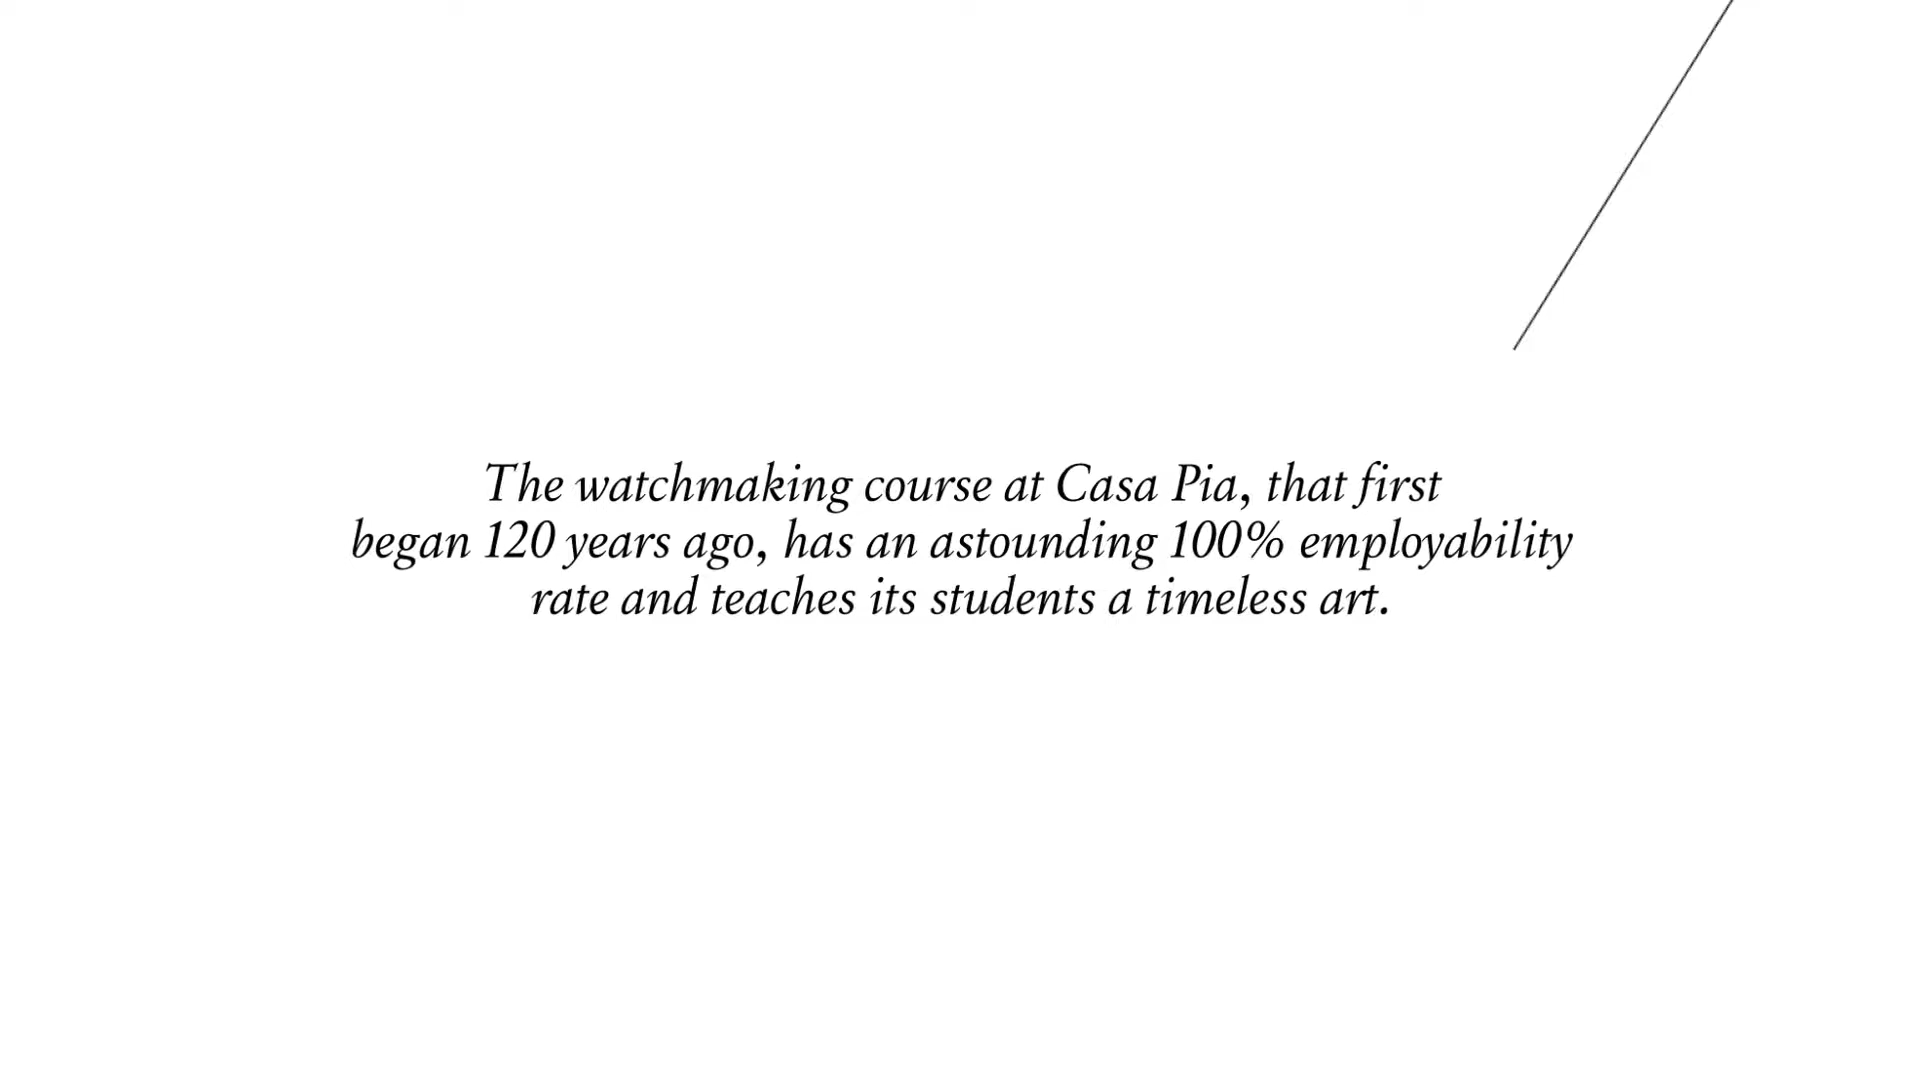 The watchmaking course at Casa Pia, that first
began 120 years ago, has an astounding 100% employability
rate and teaches its students a timeless art.